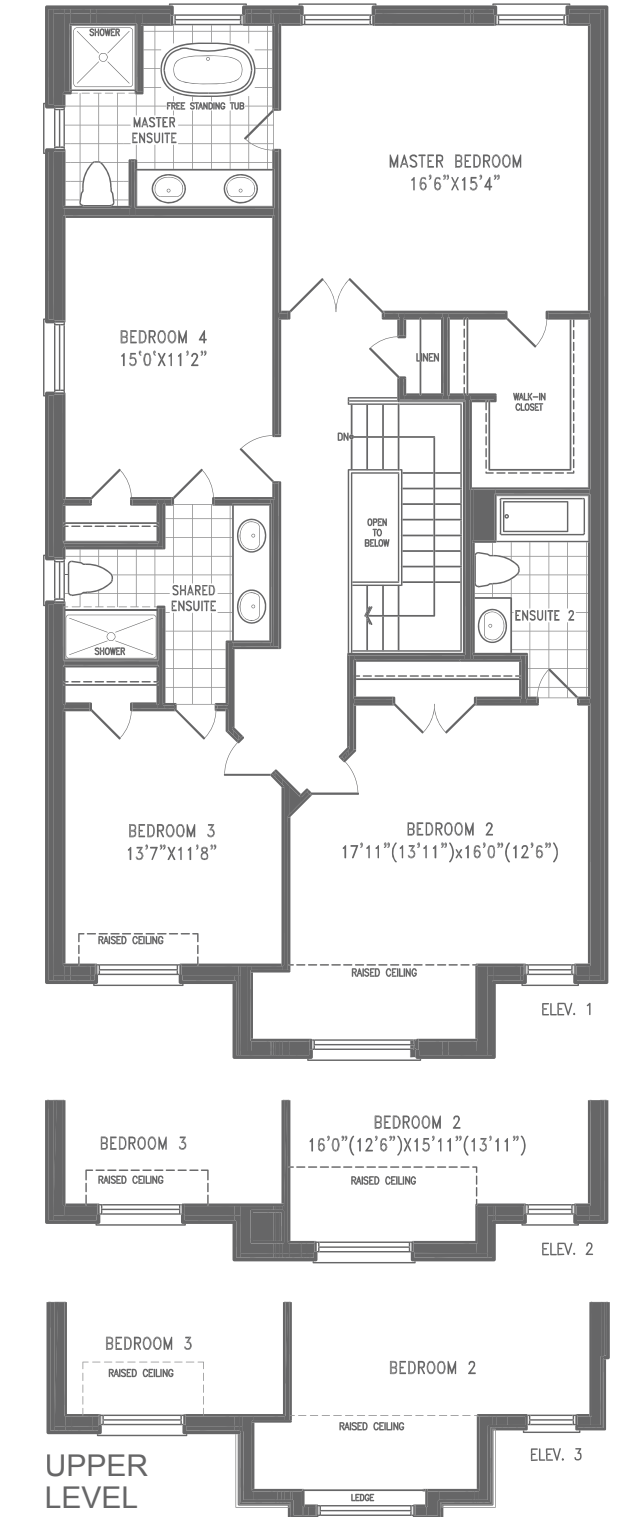 SHOWER
FREE STANDING TUB
MASTER
ENSUITE
MASTER BEDROOM
16'6"X15'4"
BEDROOM 4
15'0'X11'2"
LINEN
WALK-IN
CLOSET
DN
OPEN
TO
BELOW
SHARED
ENSUITE
ENSUITE 2
SHOWER
BEDROOM 3
13'7"X11'8"
BEDROOM 2
17'11"(13'11")x16'0"(12'6")
RAISED CEILING
RAISED CEILING
ELEV. 1
BEDROOM 3
RAISED CEILING
BEDROOM 2
16'0"(12'6")X15'11"(13'11")
RAISED CEILING
ELEV. 2
BEDROOM 3
RAISED CEILING
BEDROOM 2
RAISED CEILING
ELEV. 3
LEDGE
UPPER
LEVEL